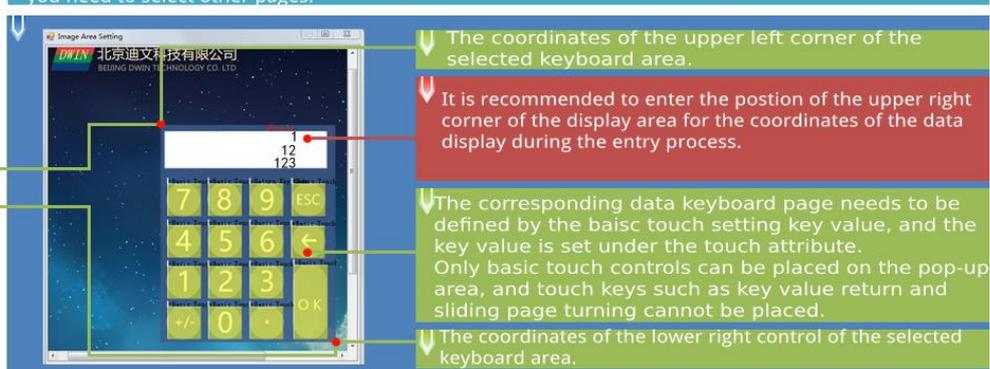 you need to select other pages.
Image Area Setting
DWIN 北京迪文科技有限公司
BEIJING DWIN TECHNOLOGY CO. LTD
1
12
123
7 8 9 ESC
4 5 6 ←
1 2 3
+/- 0 . OK
The coordinates of the upper left corner of the
selected keyboard area.
It is recommended to enter the postion of the upper right
corner of the display area for the coordinates of the data
display during the entry process.
The corresponding data keyboard page needs to be
defined by the baisc touch setting key value, and the
key value is set under the touch attribute.
Only basic touch controls can be placed on the pop-up
area, and touch keys such as key value return and
sliding page turning cannot be placed.
The coordinates of the lower right control of the selected
keyboard area.